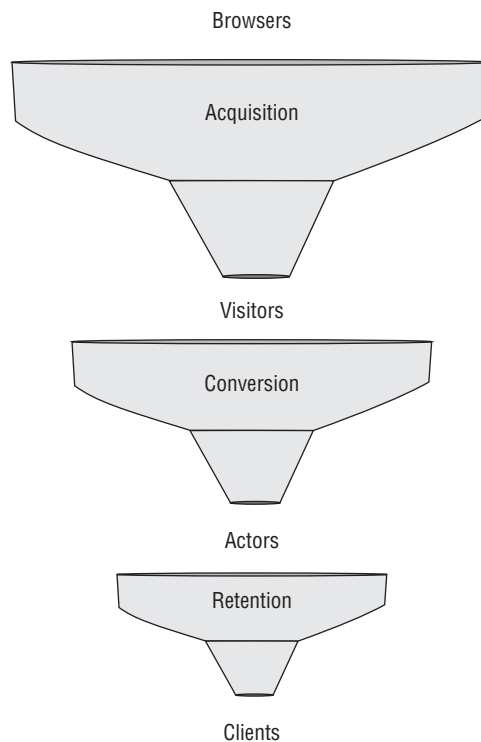 Browsers
Acquisition
Visitors
Conversion
Actors
Retention
Clients